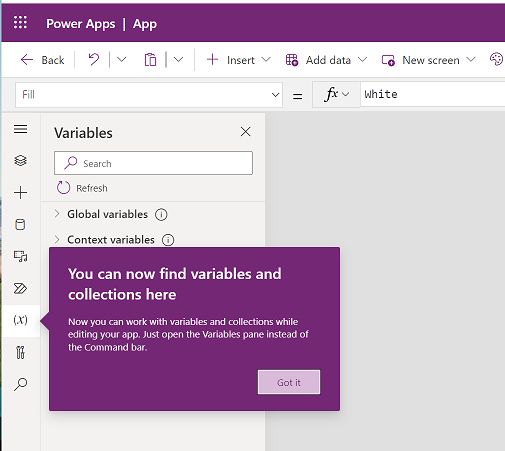 Power Apps | App
Back
Insert
Add data
New screen
Fill
=
fx
White
Variables
Search
Refresh
Global variables
Context variables
(x)
You can now find variables and
collections here
Now you can work with variables and collections while
editing your app. Just open the Variables pane instead of
the Command bar.
Got it